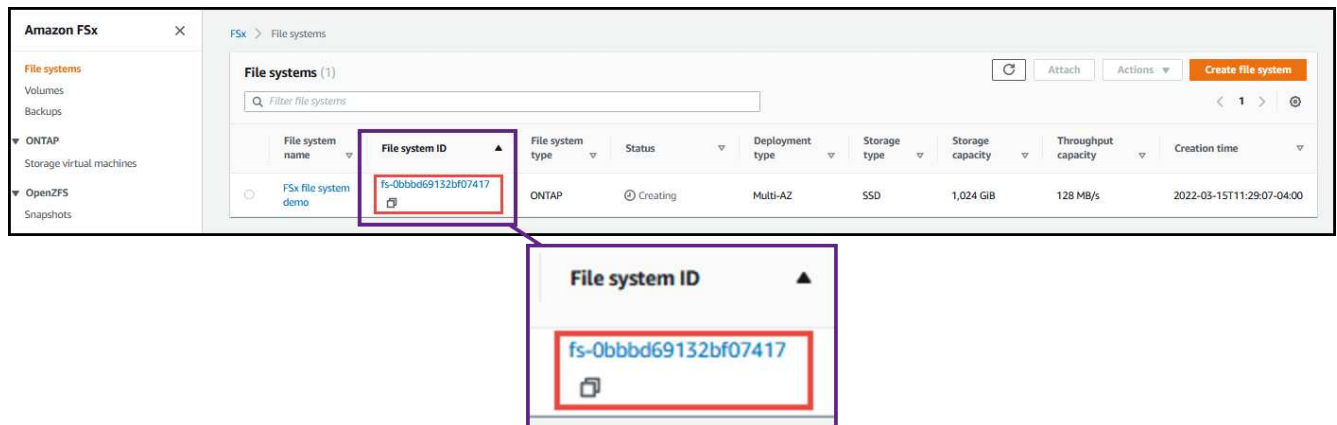 Amazon FSx
File systems
Volumes
Backups
ONTAP
Storage virtual machines
OpenZFS
Snapshots
FSx > File systems
File systems (1)
Attach
Actions
Create file system
Filter file systems
1
File system name
File system ID
File system type
Status
Deployment type
Storage type
Storage capacity
Throughput capacity
Creation time
FSx file system demo
fs-0bbbd69132bf07417
ONTAP
Creating
Multi-AZ
SSD
1,024 GiB
128 MB/s
2022-03-15T11:29:07-04:00
File system ID
fs-0bbbd69132bf07417